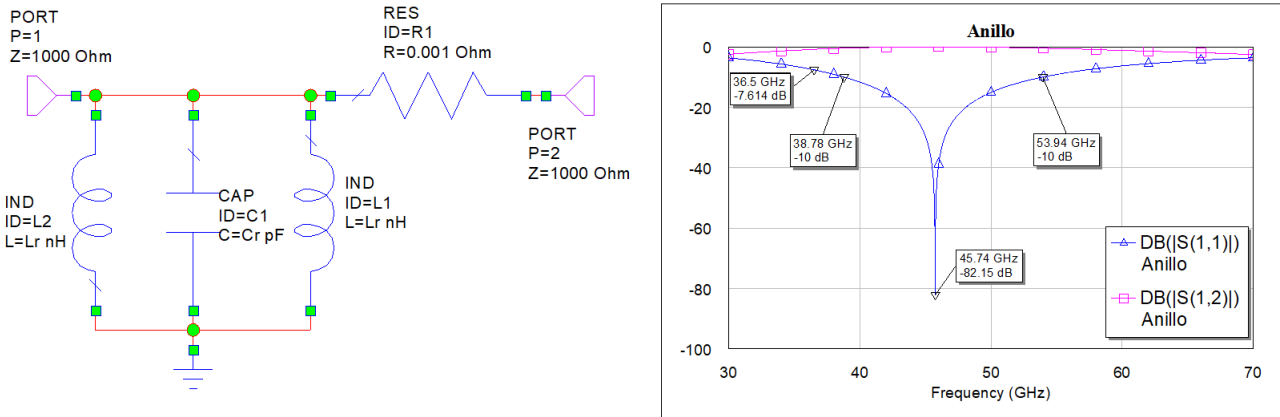 PORT
P=1
Z=1000 Ohm
RES
ID=R1
R=0.001 Ohm
PORT
P=2
Z=1000 Ohm
IND
ID=L2
L=Lr nH
CAP
ID=C1
C=Cr pF
IND
ID=L1
L=Lr nH
Anillo
0
-20
-40
-60
-80
-100
36.5 GHz
-7.614 dB
38.78 GHz
-10 dB
53.94 GHz
-10 dB
45.74 GHz
-82.15 dB
DB(|S(1,1)|)
Anillo
DB(|S(1,2)|)
Anillo
30 40 50 60 70
Frequency (GHz)